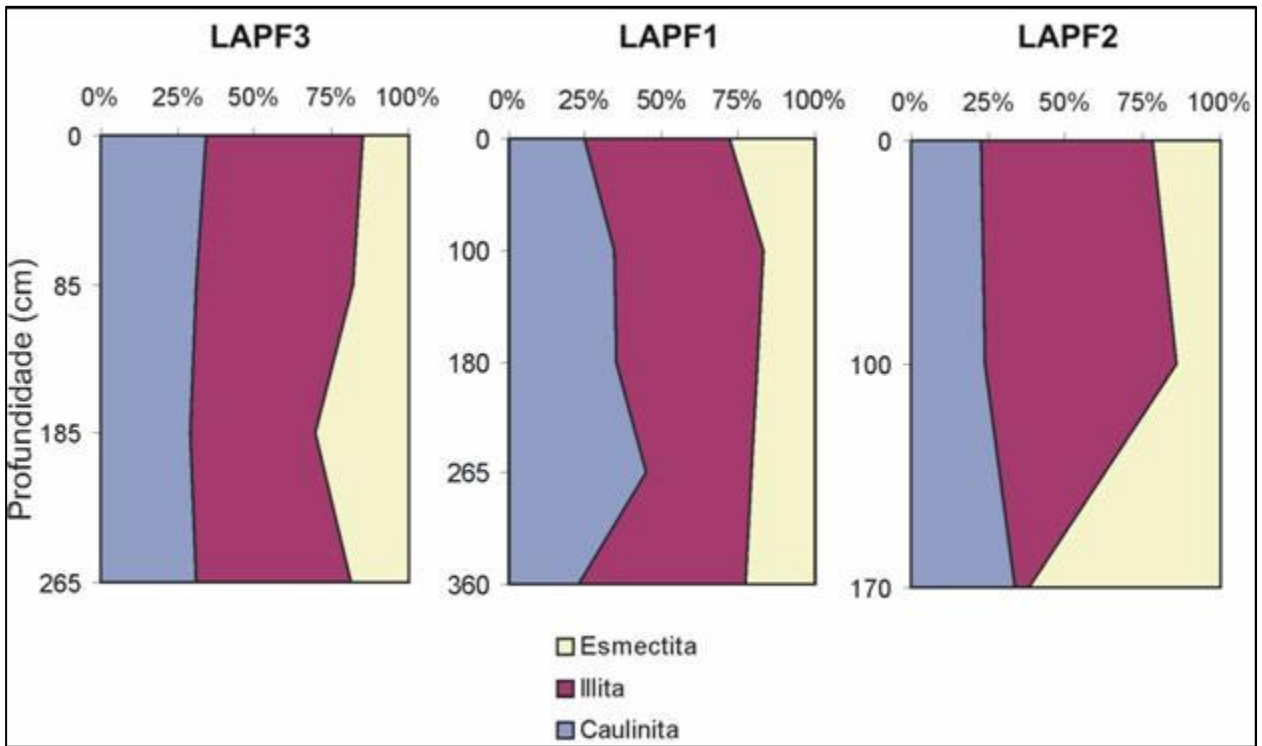 LAPF3 LAPF1 LAPF2
0% 25% 50% 75% 100% 0% 25% 50% 75% 100% 0% 25% 50% 75% 100%
Profundidade (cm)
0
85
185
265
0
100
180
265
360
0
100
170
Esmectita
Illita
Caulinita